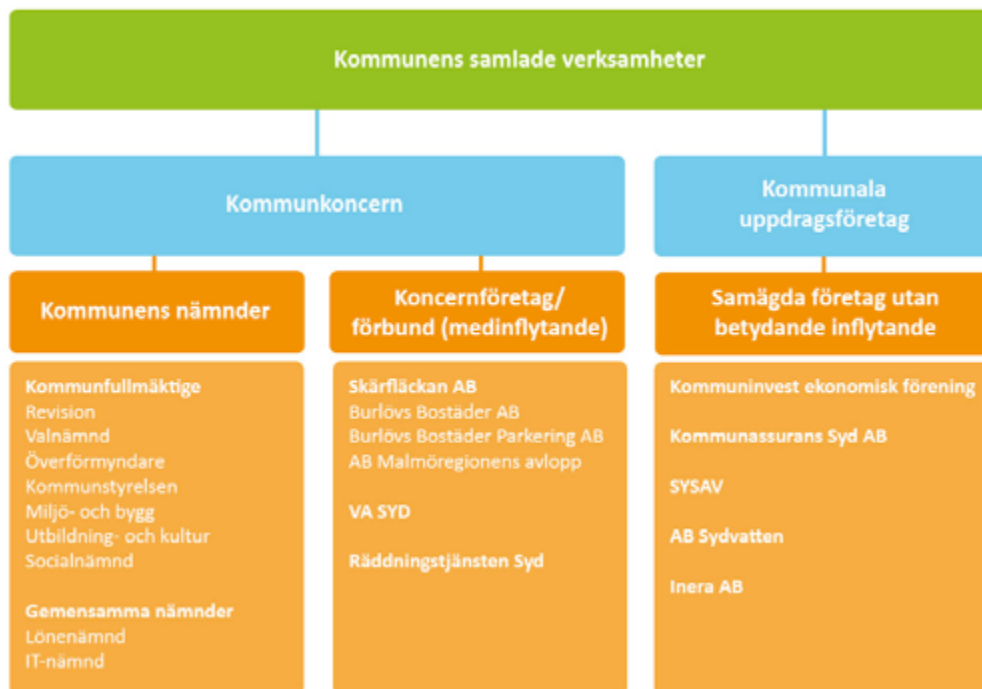 Kommunens samlade verksamheter
Kommunkoncern
Kommunala
uppdragsföretag
Kommunens nämnder
Koncernföretag/
förbund (medinflytande)
Samägda företag utan
betydande inflytande
Kommunfullmäktige
Revision
Valnämnd
Överförmyndare
Kommunstyrelsen
Miljö- och bygg
Utbildning- och kultur
Socialnämnd
Gemensamma nämnder
Lönenämnd
IT-nämnd
Skärfläckan AB
Burlövs Bostäder AB
Burlövs Bostäder Parkering AB
AB Malmöregionens avlopp
VA SYD
Räddningstjänsten Syd
Kommuninvest ekonomisk förening
Kommunassurans Syd AB
SYSAV
AB Sydvatten
Inera AB